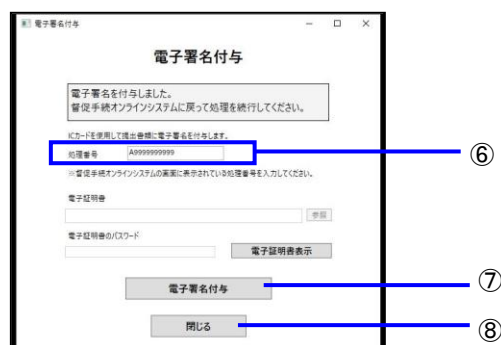 電子署名付与
電子署名付与
電子署名を付与しました。
督促手続オンラインシステムに戻って処理を続行してください。
ICカードを使用して提出書類に電子署名を付与します。
処理番号 A9999999999
⑥
※督促手続オンラインシステムの画面に表示されている処理番号を入力してください。
電子証明書
参照
電子証明書のパスワード
電子証明書表示
電子署名付与
⑦
閉じる
⑧